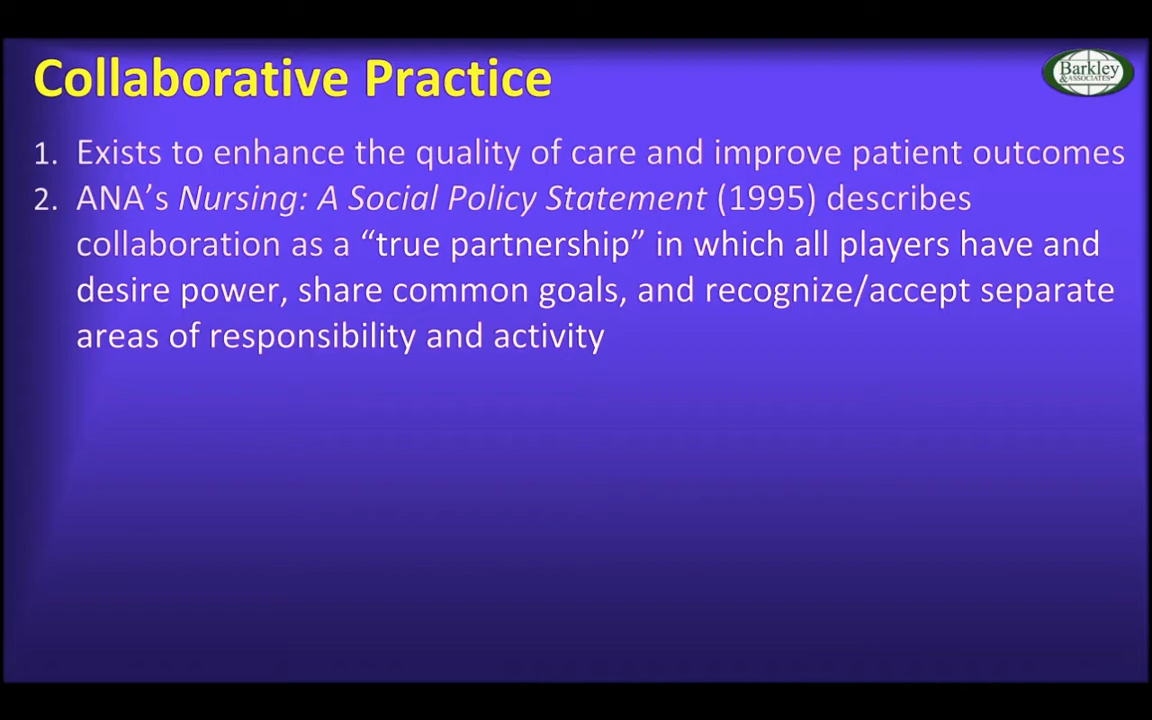 Collaborative Practice
Barkley
& ASSOCIATES
1. Exists to enhance the quality of care and improve patient outcomes
2. ANA’s Nursing: A Social Policy Statement (1995) describes
collaboration as a “true partnership” in which all players have and
desire power, share common goals, and recognize/accept separate
areas of responsibility and activity